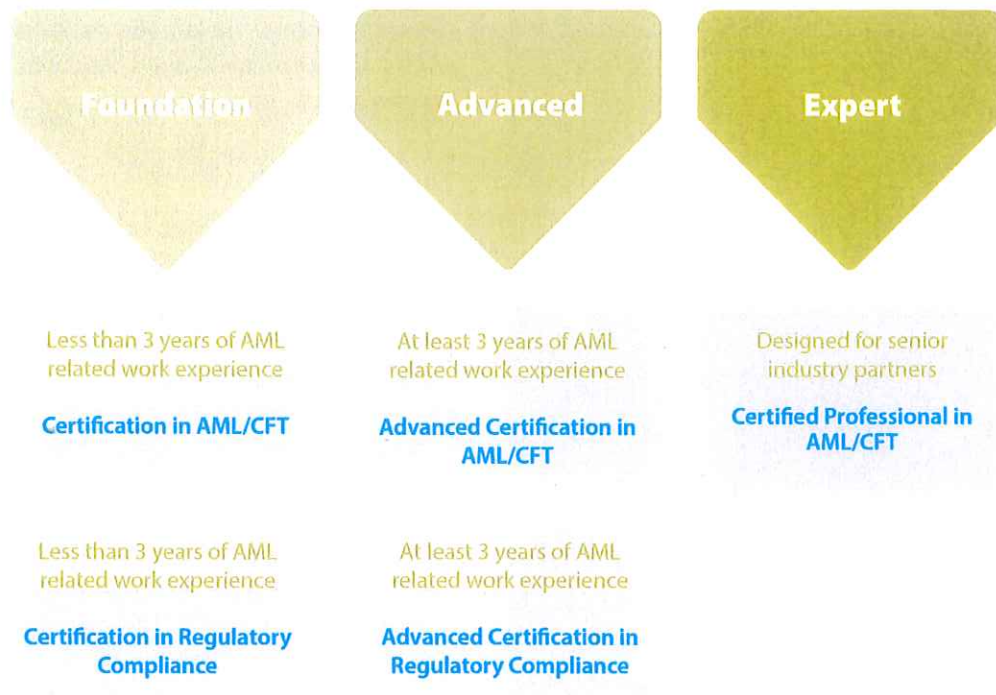 Foundation
Advanced
Expert
Less than 3 years of AML
related work experience
Certification in AML/CFT
At least 3 years of AML
related work experience
Advanced Certification in
AML/CFT
Designed for senior
industry partners
Certified Professional in
AML/CFT
Less than 3 years of AML
related work experience
Certification in Regulatory
Compliance
At least 3 years of AML
related work experience
Advanced Certification in
Regulatory Compliance